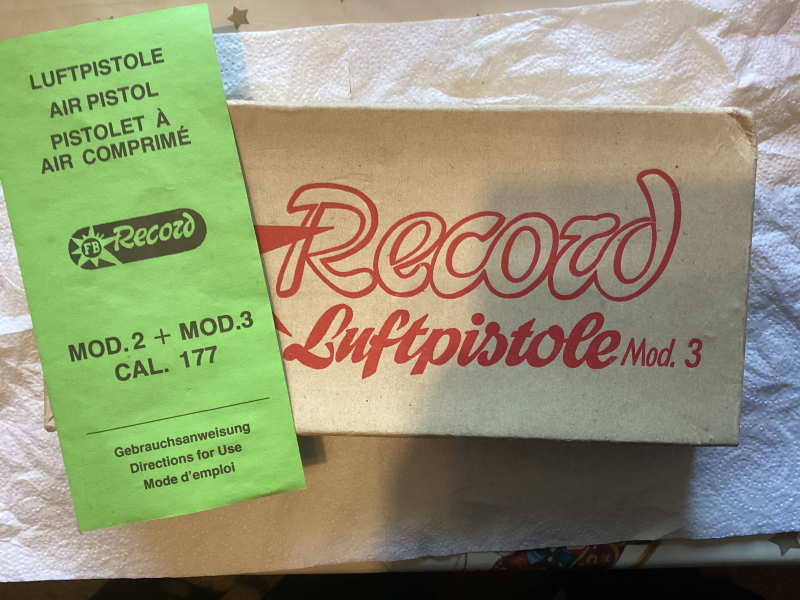 LUFTPISTOLE
AIR PISTOL
PISTOLET À
AIR COMPRIMÉ
FB Record
MOD. 2 + MOD. 3
CAL. 177
Gebrauchsanweisung
Directions for Use
Mode d'emploi
Record
Luftpistole Mod. 3